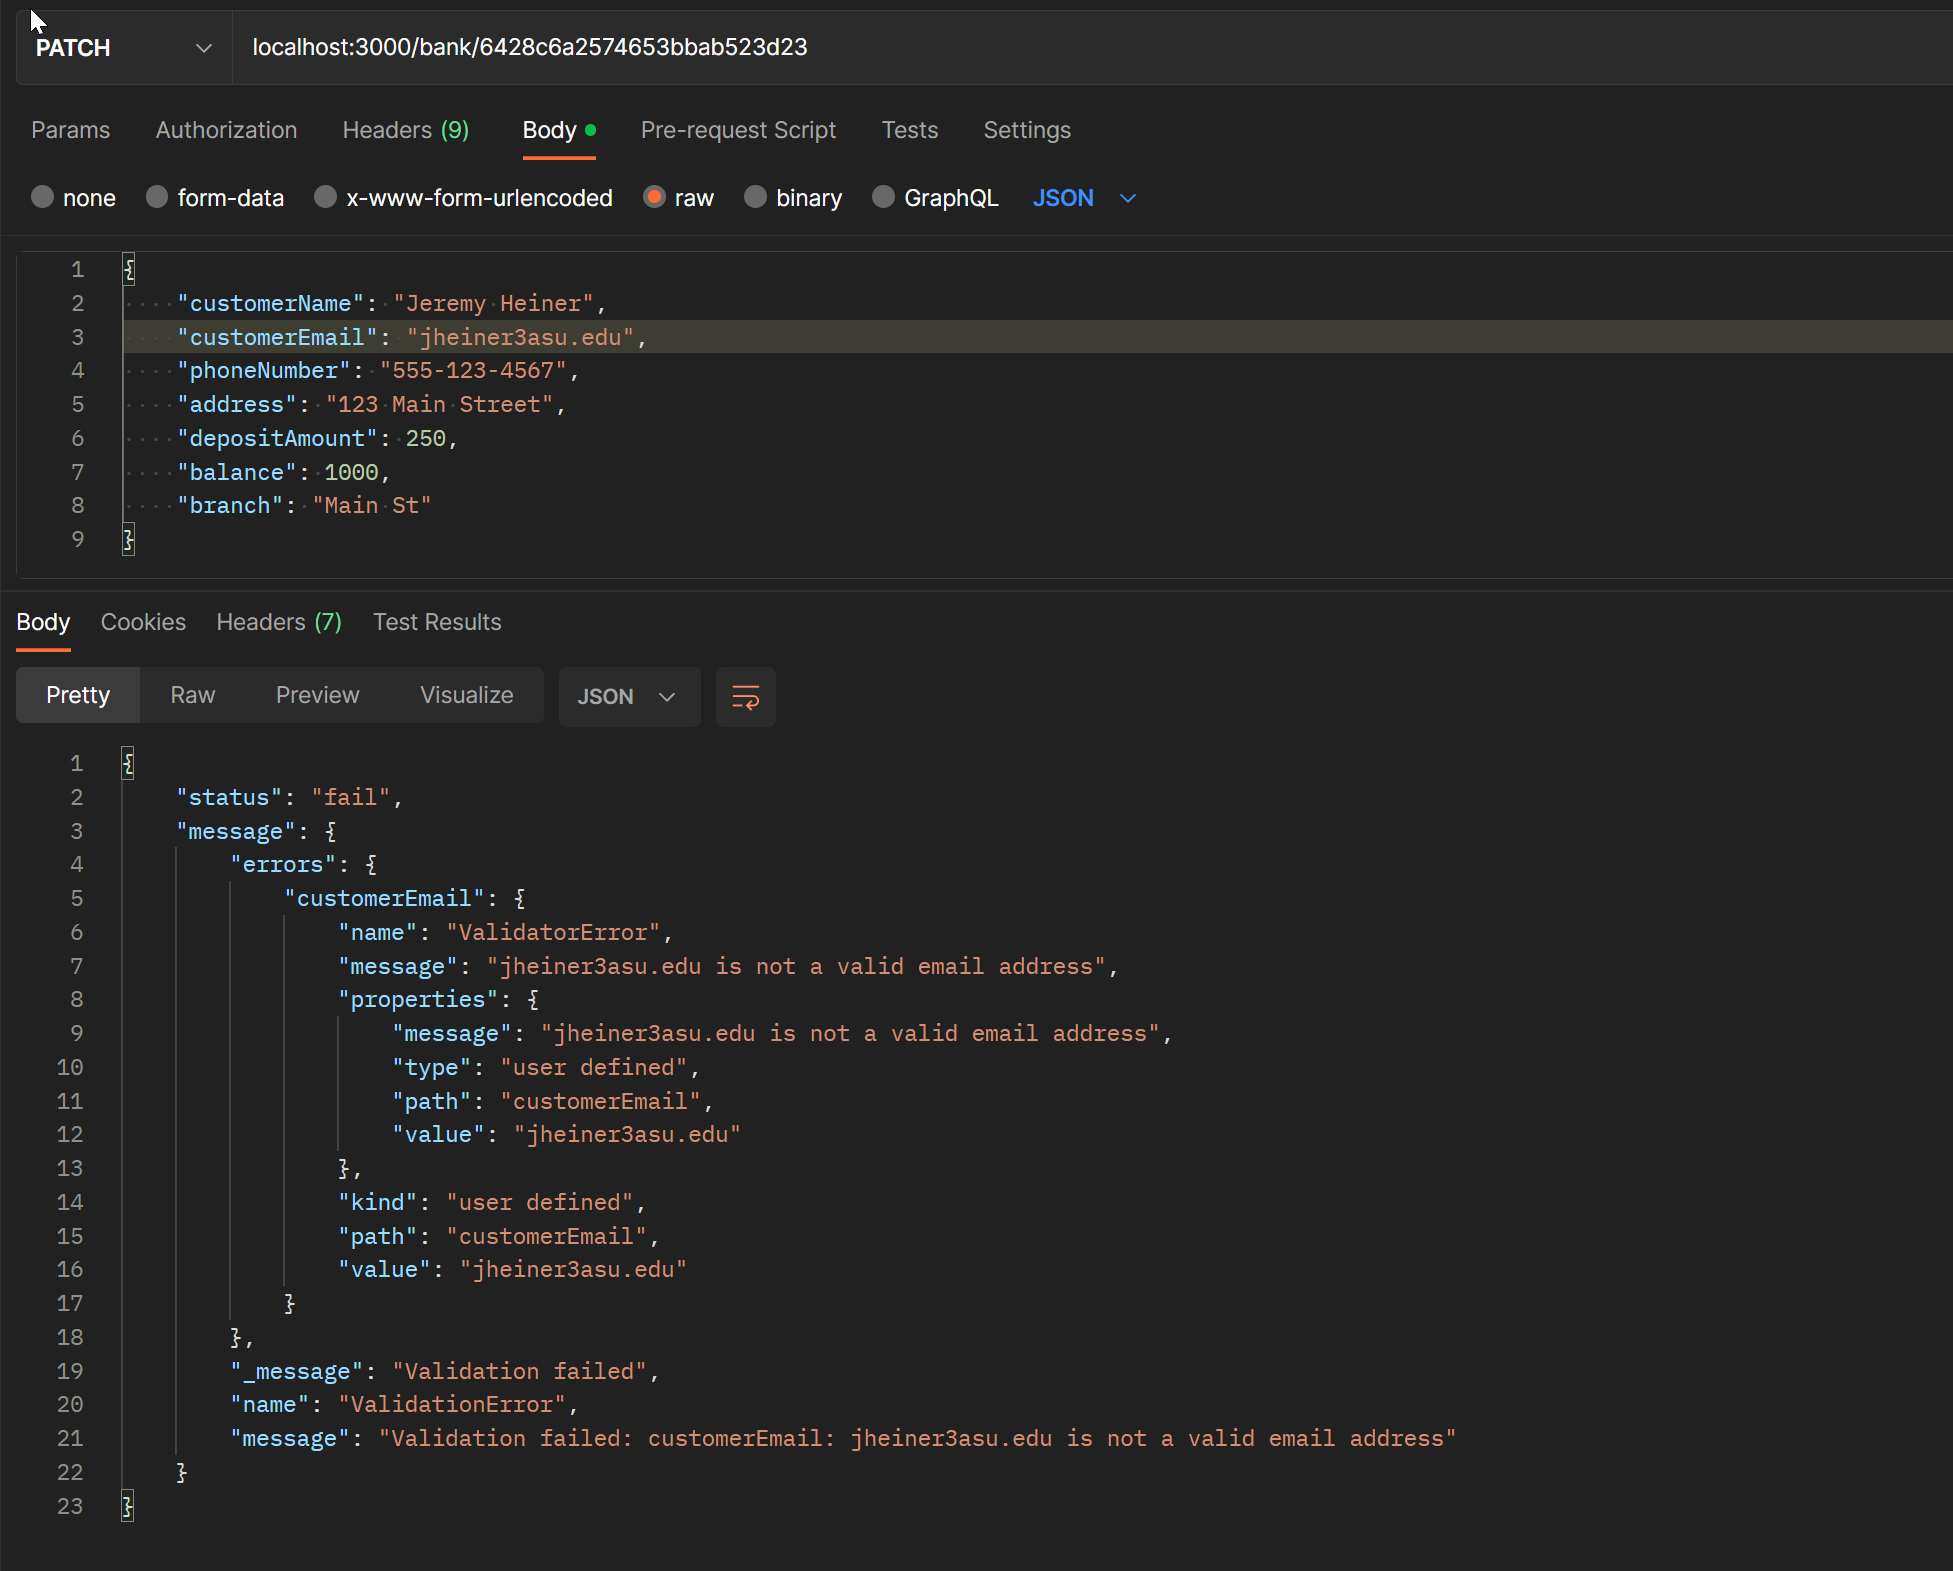 PATCH localhost:3000/bank/6428c6a2574653bbab523d23
Params Authorization Headers (9) Body Pre-request Script Tests Settings
none form-data x-www-form-urlencoded raw binary GraphQL JSON
1 {
2 "customerName": "Jeremy Heiner",
3 "customerEmail": "jheiner3asu.edu",
4 "phoneNumber": "555-123-4567",
5 "address": "123 Main Street",
6 "depositAmount": 250,
7 "balance": 1000,
8 "branch": "Main St"
9 }
Body Cookies Headers (7) Test Results
Pretty Raw Preview Visualize JSON
1 {
2 "status": "fail",
3 "message": {
4 "errors": {
5 "customerEmail": {
6 "name": "ValidatorError",
7 "message": "jheiner3asu.edu is not a valid email address",
8 "properties": {
9 "message": "jheiner3asu.edu is not a valid email address",
10 "type": "user defined",
11 "path": "customerEmail",
12 "value": "jheiner3asu.edu"
13 },
14 "kind": "user defined",
15 "path": "customerEmail",
16 "value": "jheiner3asu.edu"
17 }
18 },
19 "_message": "Validation failed",
20 "name": "ValidationError",
21 "message": "Validation failed: customerEmail: jheiner3asu.edu is not a valid email address"
22 }
23 }